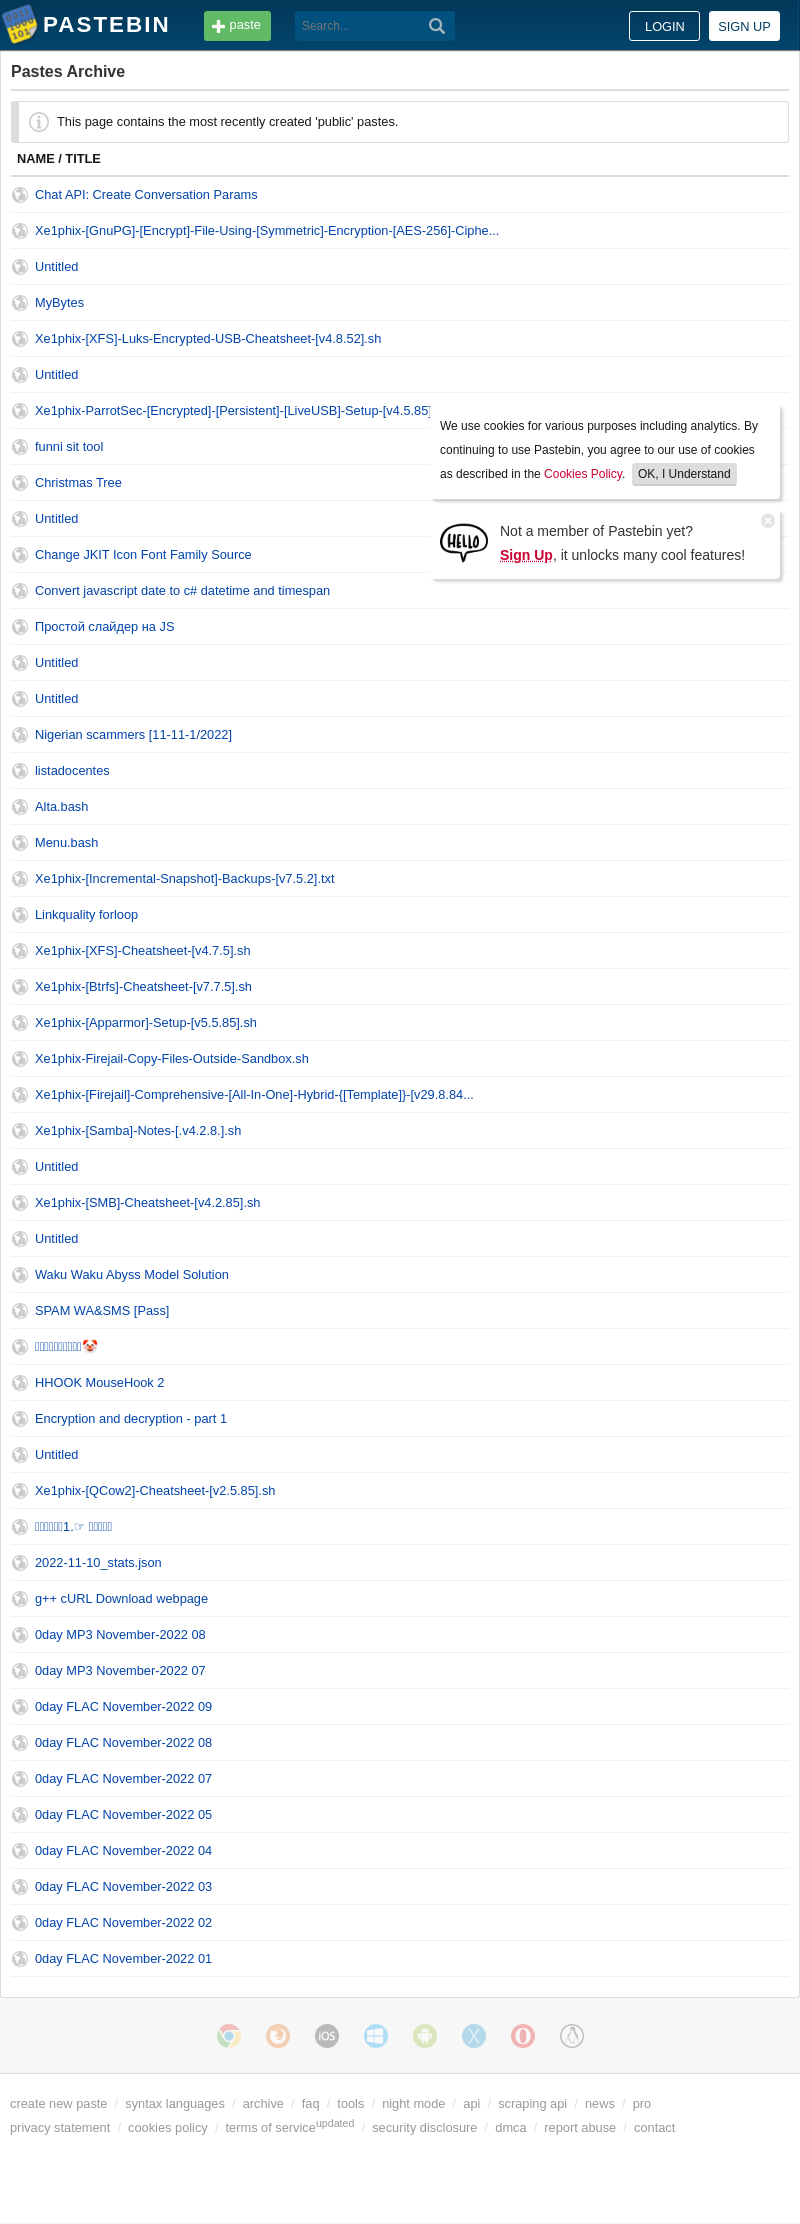 PASTEBIN
paste
Search...
LOGIN
SIGN UP
Pastes Archive
This page contains the most recently created 'public' pastes.
NAME / TITLE
Chat API: Create Conversation Params
Xe1phix-[GnuPG]-[Encrypt]-File-Using-[Symmetric]-Encryption-[AES-256]-Ciphe...
Untitled
MyBytes
Xe1phix-[XFS]-Luks-Encrypted-USB-Cheatsheet-[v4.8.52].sh
Untitled
Xe1phix-ParrotSec-[Encrypted]-[Persistent]-[LiveUSB]-Setup-[v4.5.85]
funni sit tool
Christmas Tree
Untitled
Change JKIT Icon Font Family Source
We use cookies for various purposes including analytics. By
continuing to use Pastebin, you agree to our use of cookies
as described in the Cookies Policy. OK, I Understand
HELLO
Not a member of Pastebin yet?
Sign Up, it unlocks many cool features!
Convert javascript date to c# datetime and timespan
Простой слайдер на JS
Untitled
Untitled
Nigerian scammers [11-11-1/2022]
listadocentes
Alta.bash
Menu.bash
Xe1phix-[Incremental-Snapshot]-Backups-[v7.5.2].txt
Linkquality forloop
Xe1phix-[XFS]-Cheatsheet-[v4.7.5].sh
Xe1phix-[Btrfs]-Cheatsheet-[v7.7.5].sh
Xe1phix-[Apparmor]-Setup-[v5.5.85].sh
Xe1phix-Firejail-Copy-Files-Outside-Sandbox.sh
Xe1phix-[Firejail]-Comprehensive-[All-In-One]-Hybrid-{[Template]}-[v29.8.84...
Xe1phix-[Samba]-Notes-[.v4.2.8.].sh
Untitled
Xe1phix-[SMB]-Cheatsheet-[v4.2.85].sh
Untitled
Waku Waku Abyss Model Solution
SPAM WA&SMS [Pass]
🤡
HHOOK MouseHook 2
Encryption and decryption - part 1
Untitled
Xe1phix-[QCow2]-Cheatsheet-[v2.5.85].sh
1.☞
2022-11-10_stats.json
g++ cURL Download webpage
0day MP3 November-2022 08
0day MP3 November-2022 07
0day FLAC November-2022 09
0day FLAC November-2022 08
0day FLAC November-2022 07
0day FLAC November-2022 05
0day FLAC November-2022 04
0day FLAC November-2022 03
0day FLAC November-2022 02
0day FLAC November-2022 01
iOS
create new paste / syntax languages / archive / faq / tools / night mode / api / scraping api / news / pro
privacy statement / cookies policy / terms of service updated / security disclosure / dmca / report abuse / contact